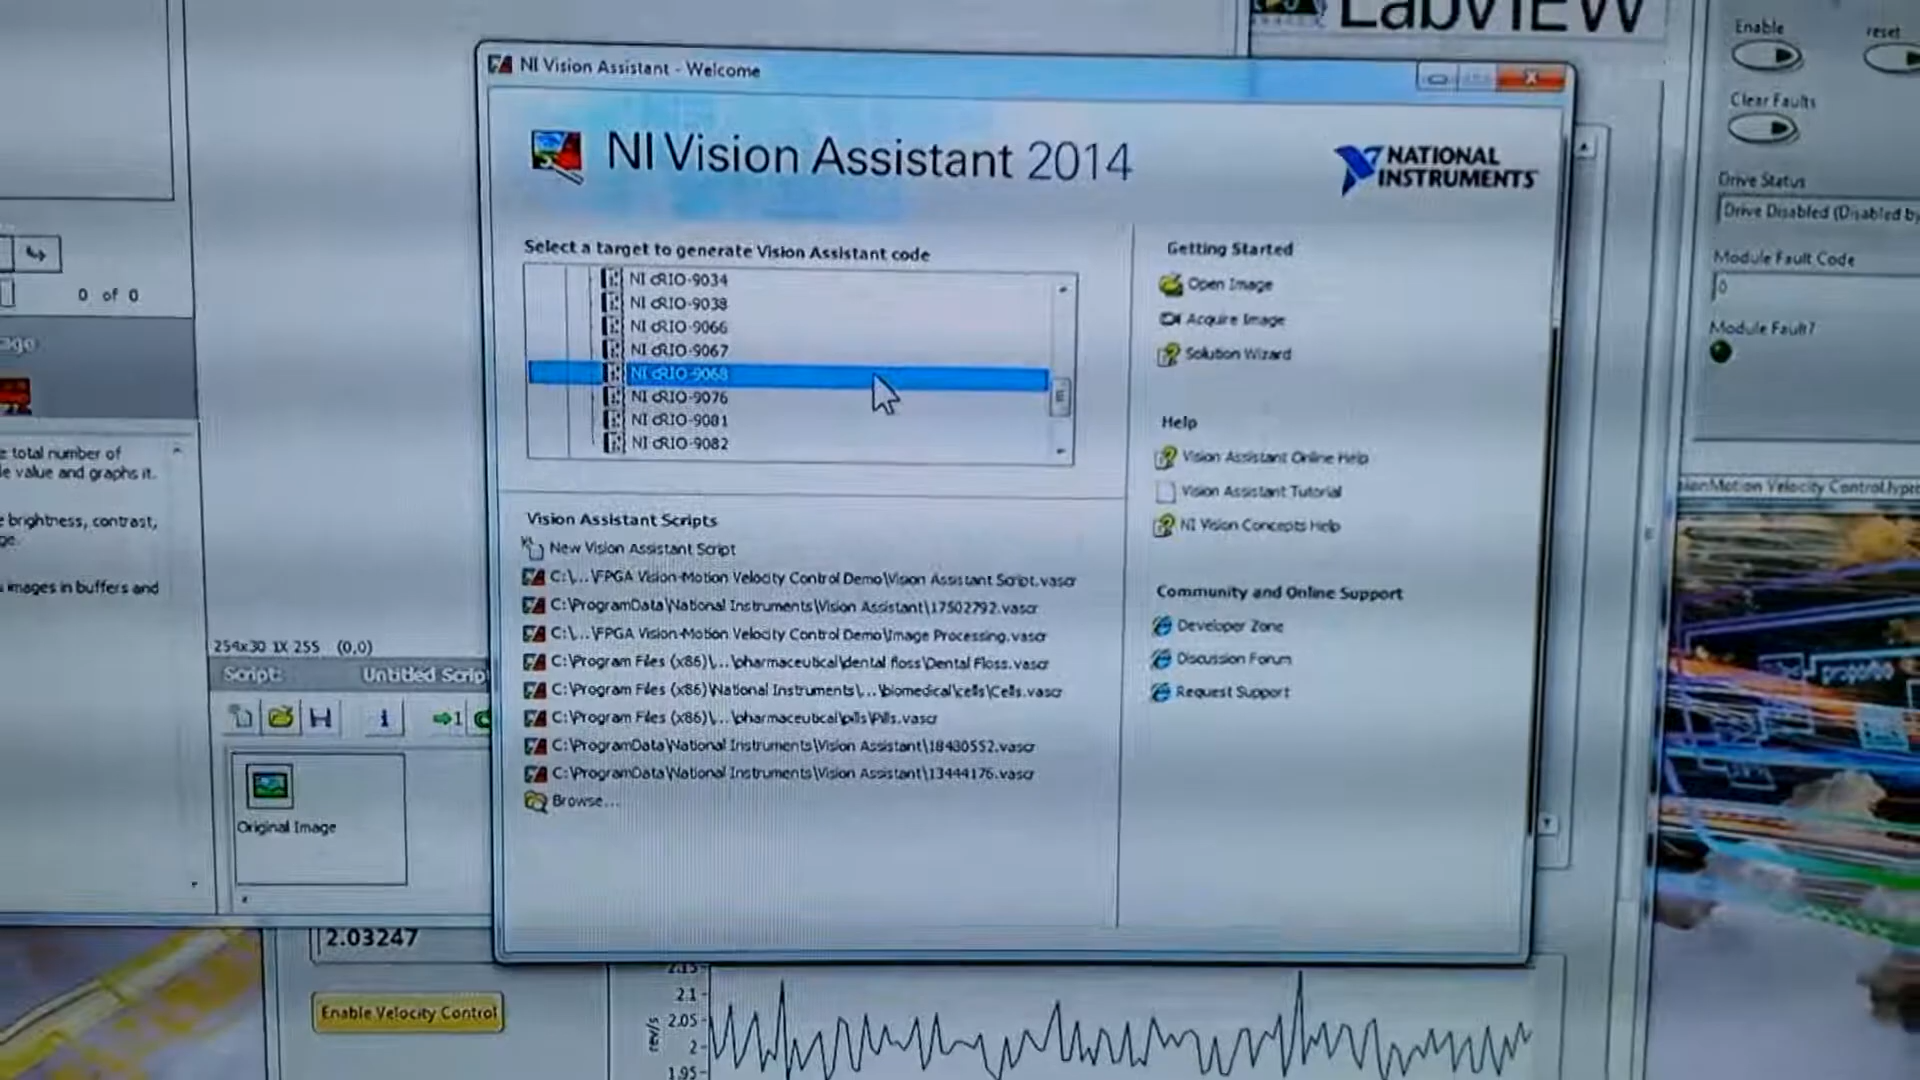 LabVIEW
Enable
reset
Clear Faults
Drive Status
Drive Disabled (Disabled by
Module Fault Code
0
Module Fault?
NI Vision Assistant - Welcome
NI Vision Assistant 2014
NATIONAL
INSTRUMENTS
Select a target to generate Vision Assistant code
NI cRIO-9034
NI cRIO-9038
NI cRIO-9066
NI cRIO-9067
NI cRIO-9068
NI cRIO-9076
NI cRIO-9081
NI cRIO-9082
Getting Started
Open Image
Acquire Image
Solution Wizard
Help
Vision Assistant Online Help
Vision Assistant Tutorial
NI Vision Concepts Help
Community and Online Support
Developer Zone
Discussion Forum
Request Support
Vision Assistant Scripts
New Vision Assistant Script
C:\...\FPGA Vision-Motion Velocity Control Demo\Vision Assistant Script.vascr
C:\ProgramData\National Instruments\Vision Assistant\17502792.vascr
C:\...\FPGA Vision-Motion Velocity Control Demo\Image Processing.vascr
C:\Program Files (x86)\...\pharmaceutical\dental floss\Dental Floss.vascr
C:\Program Files (x86)\National Instruments\...\biomedical\cells\Cells.vascr
C:\Program Files (x86)\...\pharmaceutical\pills\Pills.vascr
C:\ProgramData\National Instruments\Vision Assistant\18430552.vascr
C:\ProgramData\National Instruments\Vision Assistant\13444176.vascr
Browse...
0 of 0
e total number of
le value and graphs it.
e brightness, contrast,
ge.
images in buffers and
254x30 1X 255 (0,0)
Script: Untitled Scrip
1
Original Image
2.03247
Enable Velocity Control
rev/s
2.15
2.1
2.05
2
1.95
Motion Velocity Control.lvpro